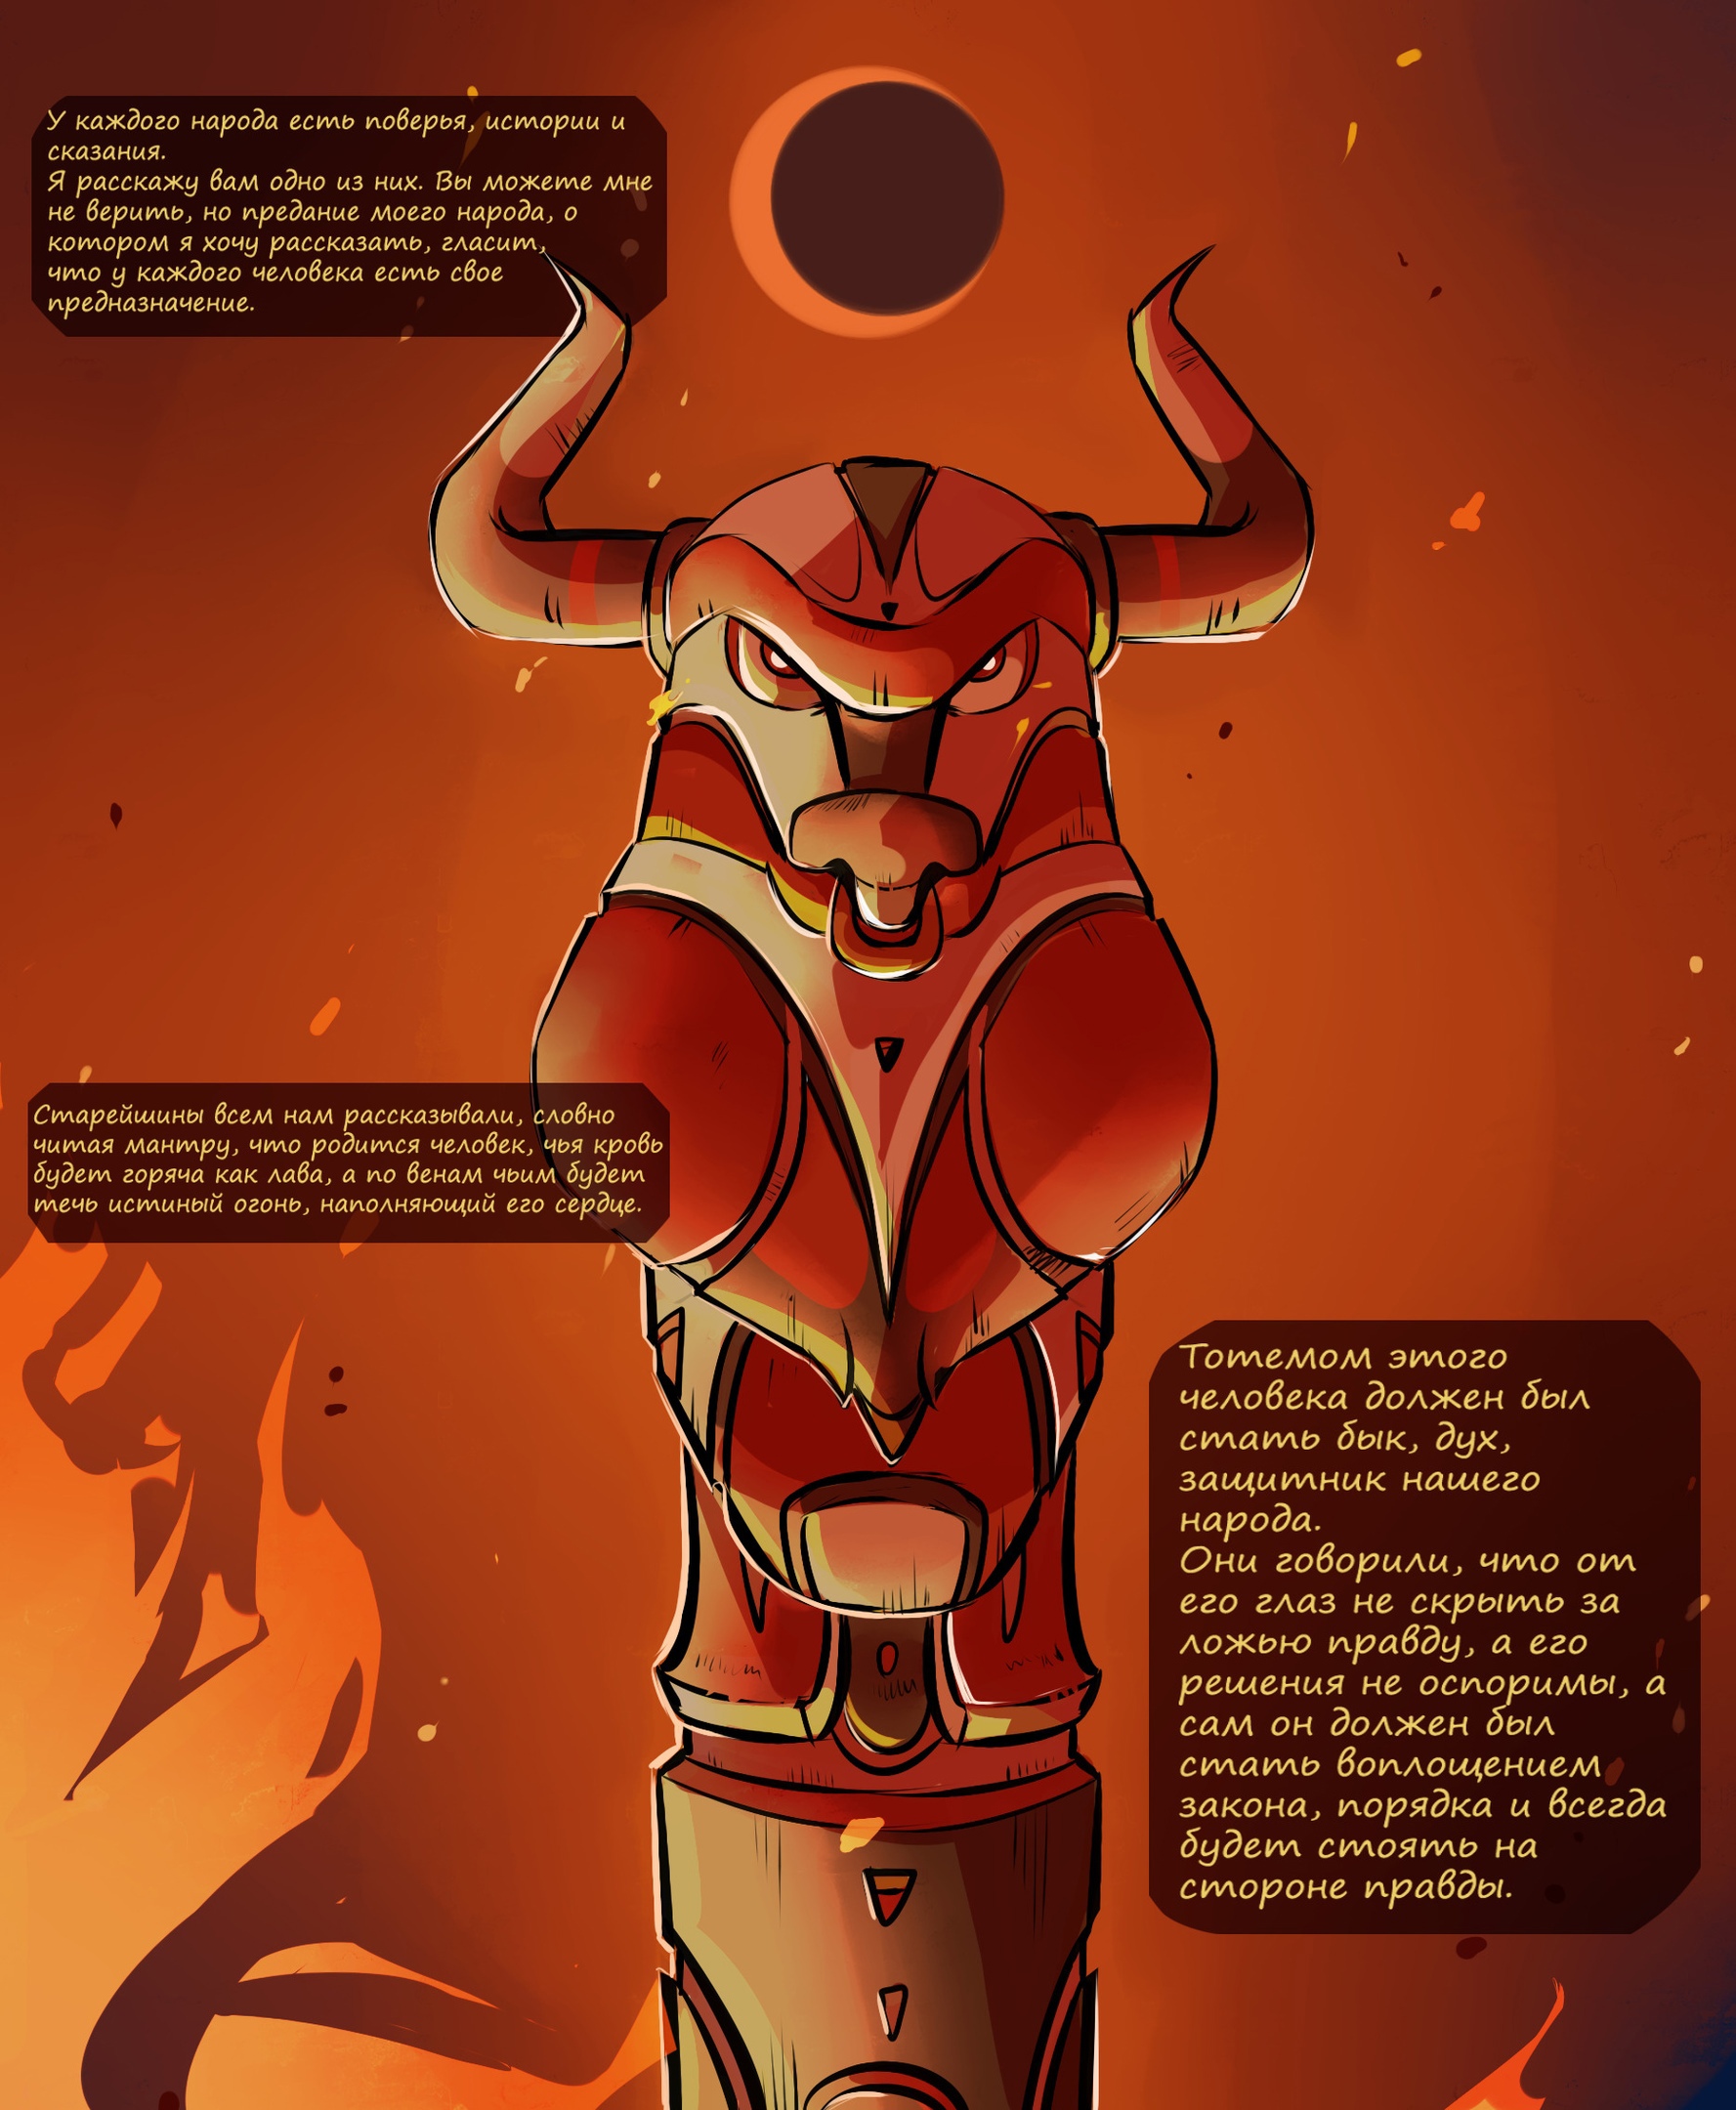 У каждого народа есть поверья, истории и
сказания.
Я расскажу вам одно из них. Вы можете мне
не верить, но предание моего народа, о
котором я хочу рассказать, гласит,
что у каждого человека есть свое
предназначение.
Старейшины всем нам рассказывали, словно
читая мантру, что родится человек, чья кровь
будет горяча как лава, а по венам чьим будет
течь истиный огонь, наполняющий его сердце.
Тотемом этого
человека должен был
стать бык, дух,
защитник нашего
народа.
Они говорили, что от
его глаз не скрыть за
ложью правду, а его
решения не оспоримы, а
сам он должен был
стать воплощением
закона, порядка и всегда
будет стоять на
стороне правды.